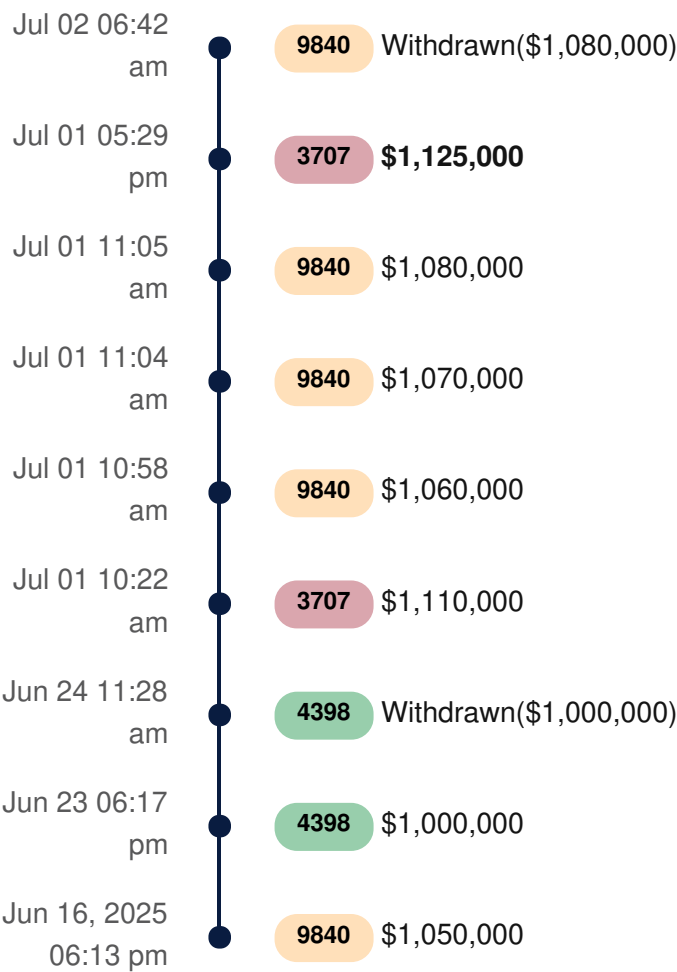 Jul 02 06:42 am 9840 Withdrawn($1,080,000)
Jul 01 05:29 pm 3707 $1,125,000
Jul 01 11:05 am 9840 $1,080,000
Jul 01 11:04 am 9840 $1,070,000
Jul 01 10:58 am 9840 $1,060,000
Jul 01 10:22 am 3707 $1,110,000
Jun 24 11:28 am 4398 Withdrawn($1,000,000)
Jun 23 06:17 pm 4398 $1,000,000
Jun 16, 2025 06:13 pm 9840 $1,050,000